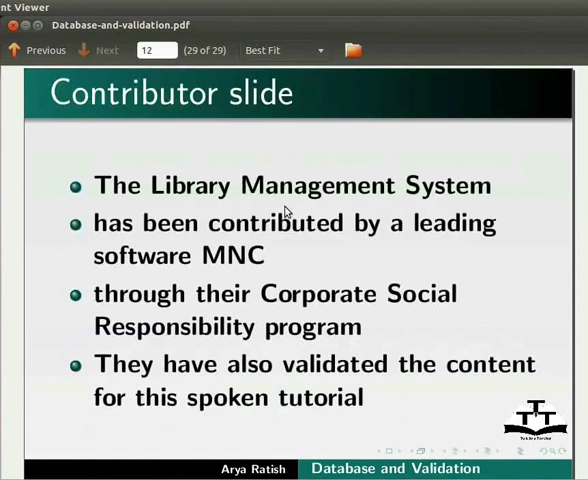 nt Viewer
Database-and-validation.pdf
Previous Next 12 (29 of 29) Best Fit
Contributor slide
The Library Management System
has been contributed by a leading
software MNC
through their Corporate Social
Responsibility program
They have also validated the content
for this spoken tutorial
Arya Ratish Database and Validation